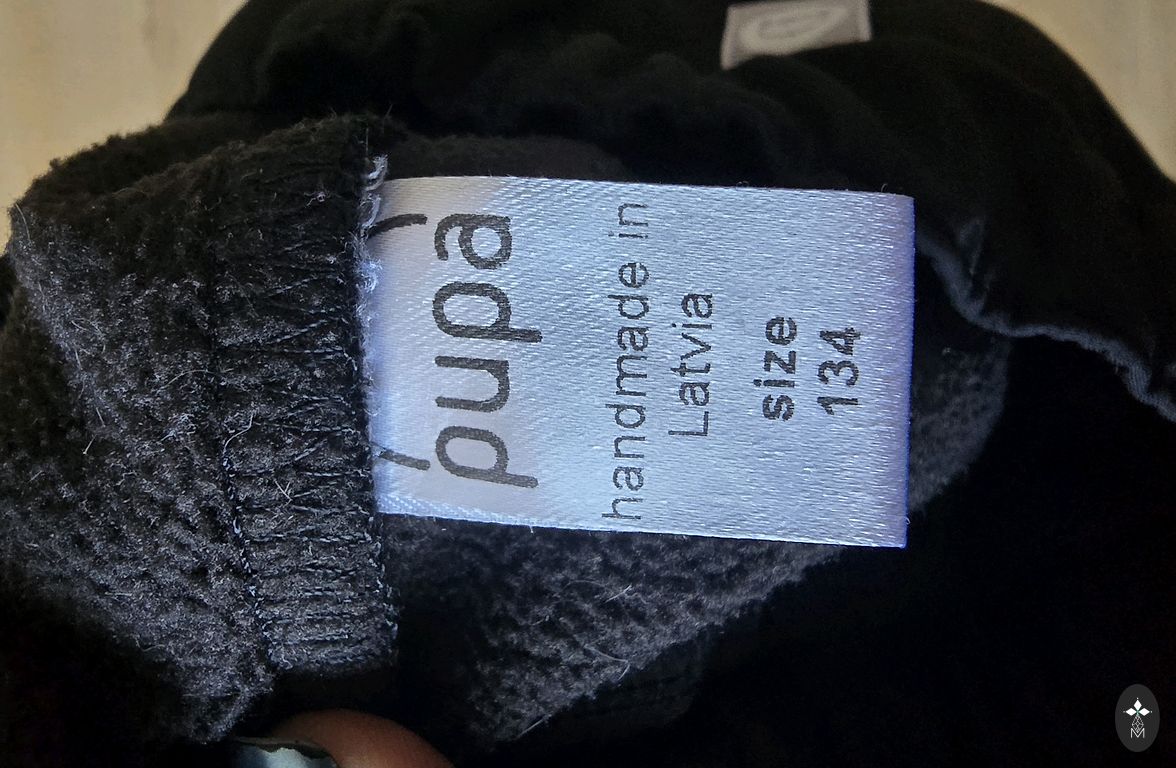 pupa
handmade in
Latvia
size
134
M